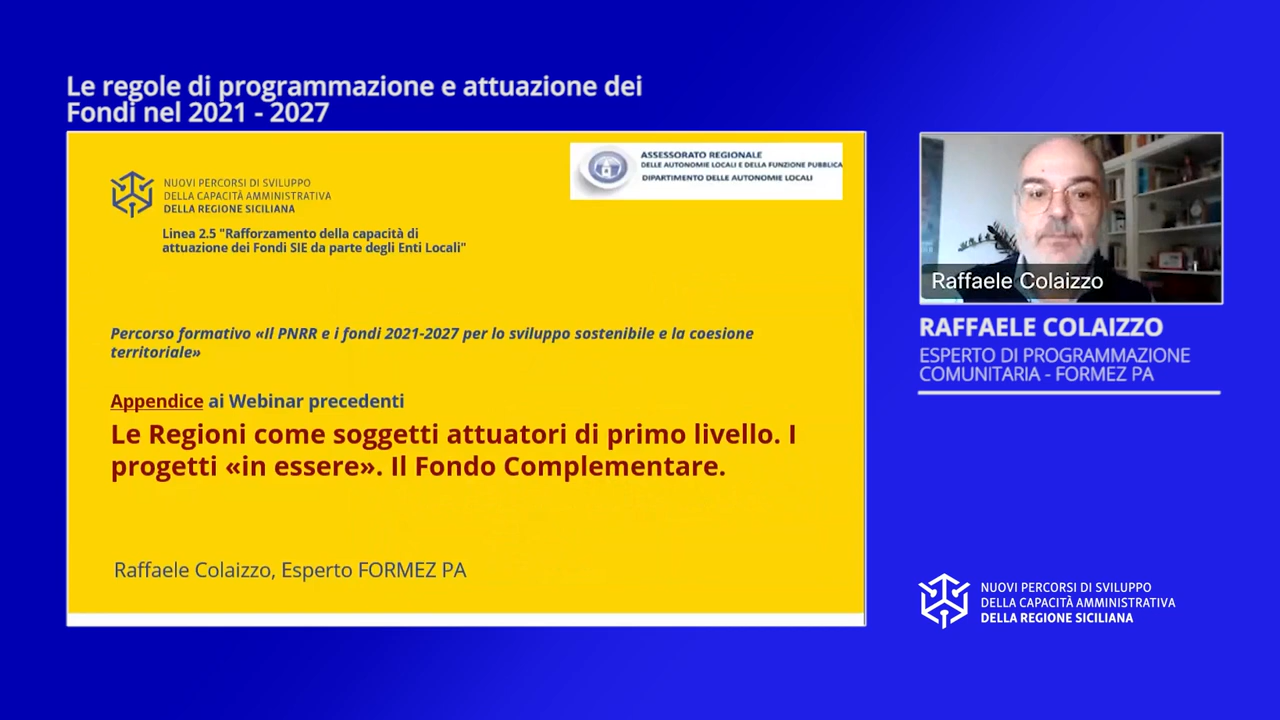 Le regole di programmazione e attuazione dei
Fondi nel 2021 - 2027
NUOVI PERCORSI DI SVILUPPO
DELLA CAPACITÀ AMMINISTRATIVA
DELLA REGIONE SICILIANA
Linea 2.5 "Rafforzamento della capacità di
attuazione dei Fondi SIE da parte degli Enti Locali"
ASSESSORATO REGIONALE
DELLE AUTONOMIE LOCALI E DELLA FUNZIONE PUBBLICA
DIPARTIMENTO DELLE AUTONOMIE LOCALI
Percorso formativo «Il PNRR e i fondi 2021-2027 per lo sviluppo sostenibile e la coesione
territoriale»
Appendice ai Webinar precedenti
Le Regioni come soggetti attuatori di primo livello. I
progetti «in essere». Il Fondo Complementare.
Raffaele Colaizzo, Esperto FORMEZ PA
Raffaele Colaizzo
RAFFAELE COLAIZZO
ESPERTO DI PROGRAMMAZIONE
COMUNITARIA - FORMEZ PA
NUOVI PERCORSI DI SVILUPPO
DELLA CAPACITÀ AMMINISTRATIVA
DELLA REGIONE SICILIANA